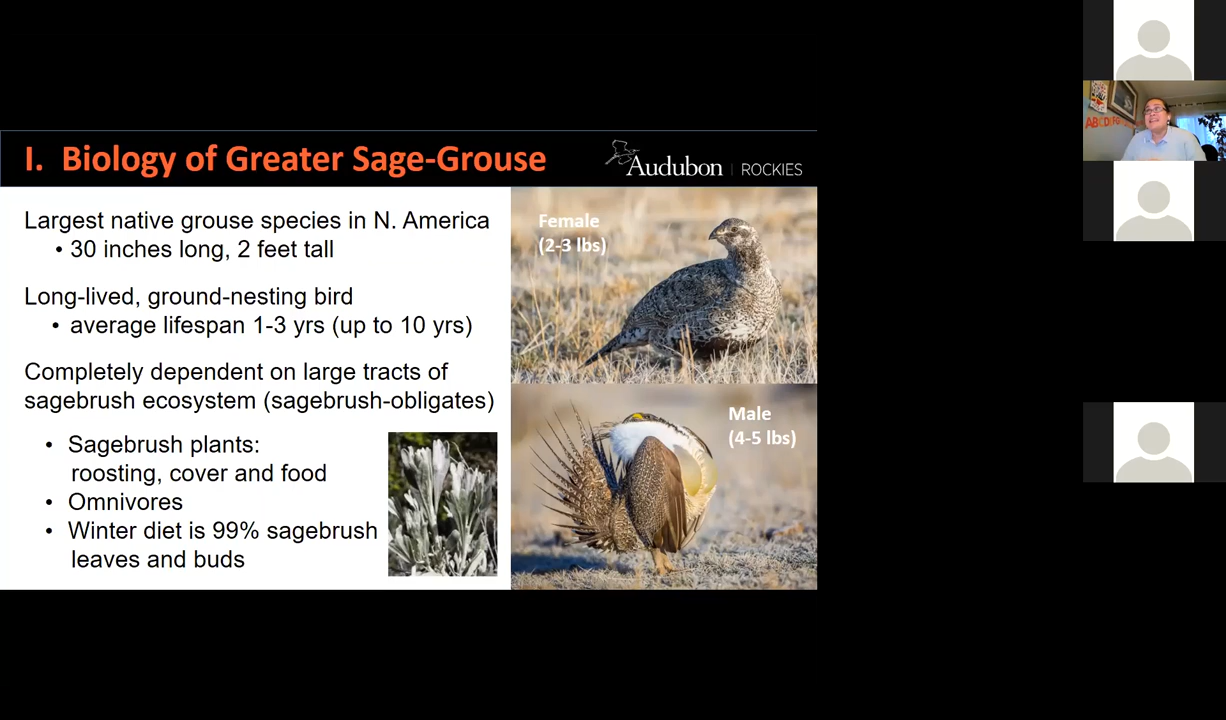 I. Biology of Greater Sage-Grouse
Audubon | ROCKIES
Largest native grouse species in N. America
• 30 inches long, 2 feet tall
Long-lived, ground-nesting bird
• average lifespan 1-3 yrs (up to 10 yrs)
Completely dependent on large tracts of
sagebrush ecosystem (sagebrush-obligates)
• Sagebrush plants:
roosting, cover and food
• Omnivores
• Winter diet is 99% sagebrush
leaves and buds
Female
(2-3 lbs)
Male
(4-5 lbs)
ABCDEFG